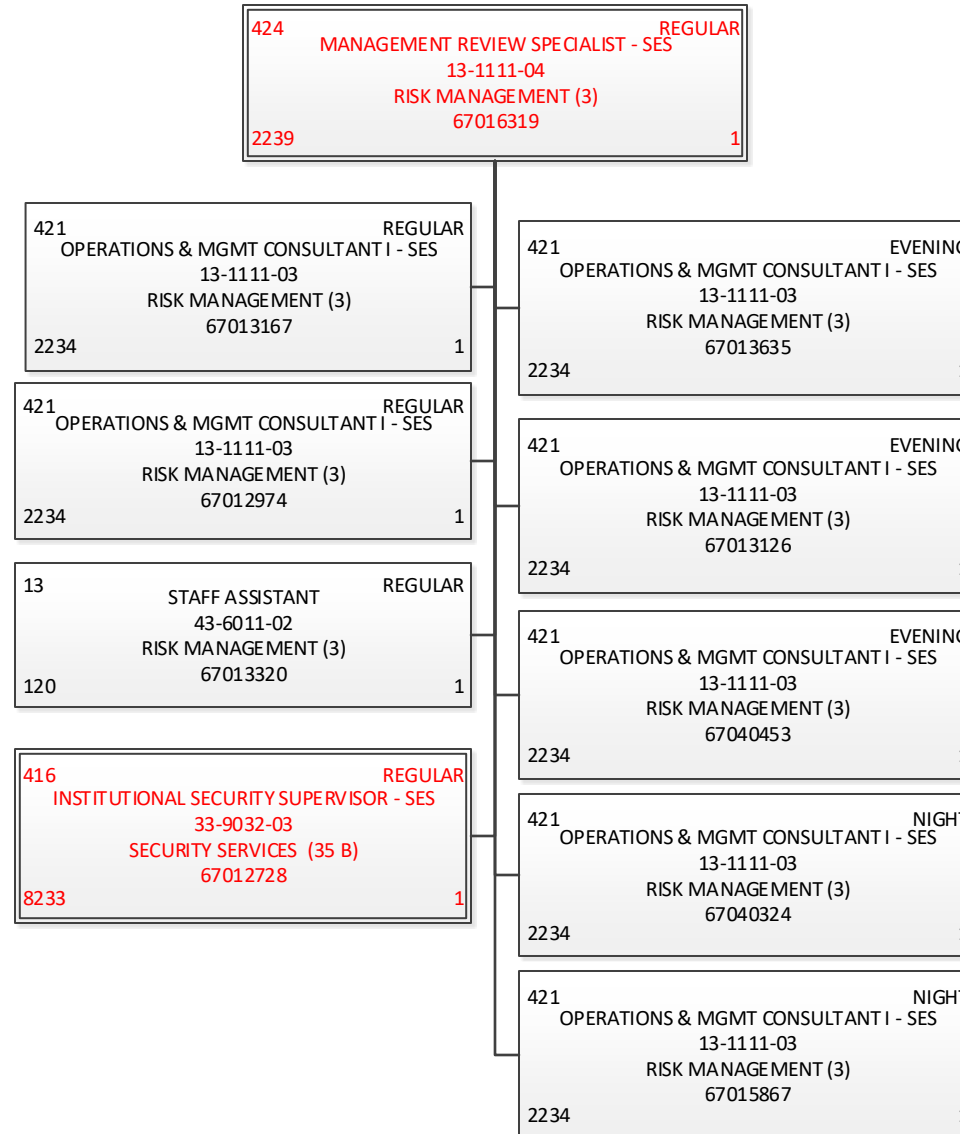 424 REGULAR
MANAGEMENT REVIEW SPECIALIST - SES
13-1111-04
RISK MANAGEMENT (3)
67016319
2239 1
421 REGULAR
OPERATIONS & MGMT CONSULTANT I - SES
13-1111-03
RISK MANAGEMENT (3)
67013167
2234 1
421 REGULAR
OPERATIONS & MGMT CONSULTANT I - SES
13-1111-03
RISK MANAGEMENT (3)
67012974
2234 1
13 REGULAR
STAFF ASSISTANT
43-6011-02
RISK MANAGEMENT (3)
67013320
120 1
416 REGULAR
INSTITUTIONAL SECURITY SUPERVISOR - SES
33-9032-03
SECURITY SERVICES (35 B)
67012728
8233 1
421 EVENING
OPERATIONS & MGMT CONSULTANT I - SES
13-1111-03
RISK MANAGEMENT (3)
67013635
2234
421 EVENING
OPERATIONS & MGMT CONSULTANT I - SES
13-1111-03
RISK MANAGEMENT (3)
67013126
2234
421 EVENING
OPERATIONS & MGMT CONSULTANT I - SES
13-1111-03
RISK MANAGEMENT (3)
67040453
2234
421 NIGHT
OPERATIONS & MGMT CONSULTANT I - SES
13-1111-03
RISK MANAGEMENT (3)
67040324
2234
421 NIGHT
OPERATIONS & MGMT CONSULTANT I - SES
13-1111-03
RISK MANAGEMENT (3)
67015867
2234